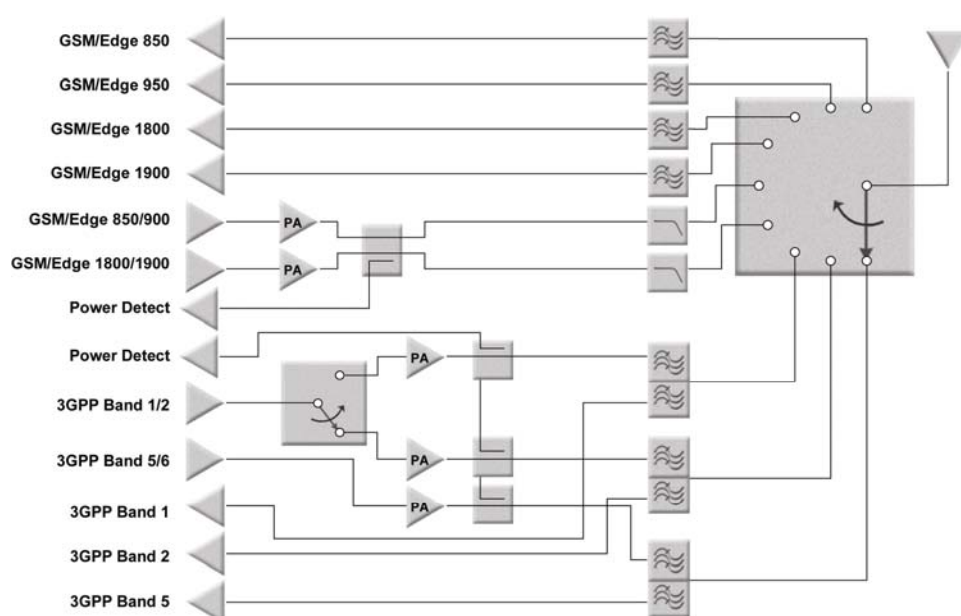 GSM/Edge 850
GSM/Edge 950
GSM/Edge 1800
GSM/Edge 1900
GSM/Edge 850/900
PA
GSM/Edge 1800/1900
PA
Power Detect
Power Detect
PA
3GPP Band 1/2
3GPP Band 5/6
PA
PA
3GPP Band 1
3GPP Band 2
3GPP Band 5